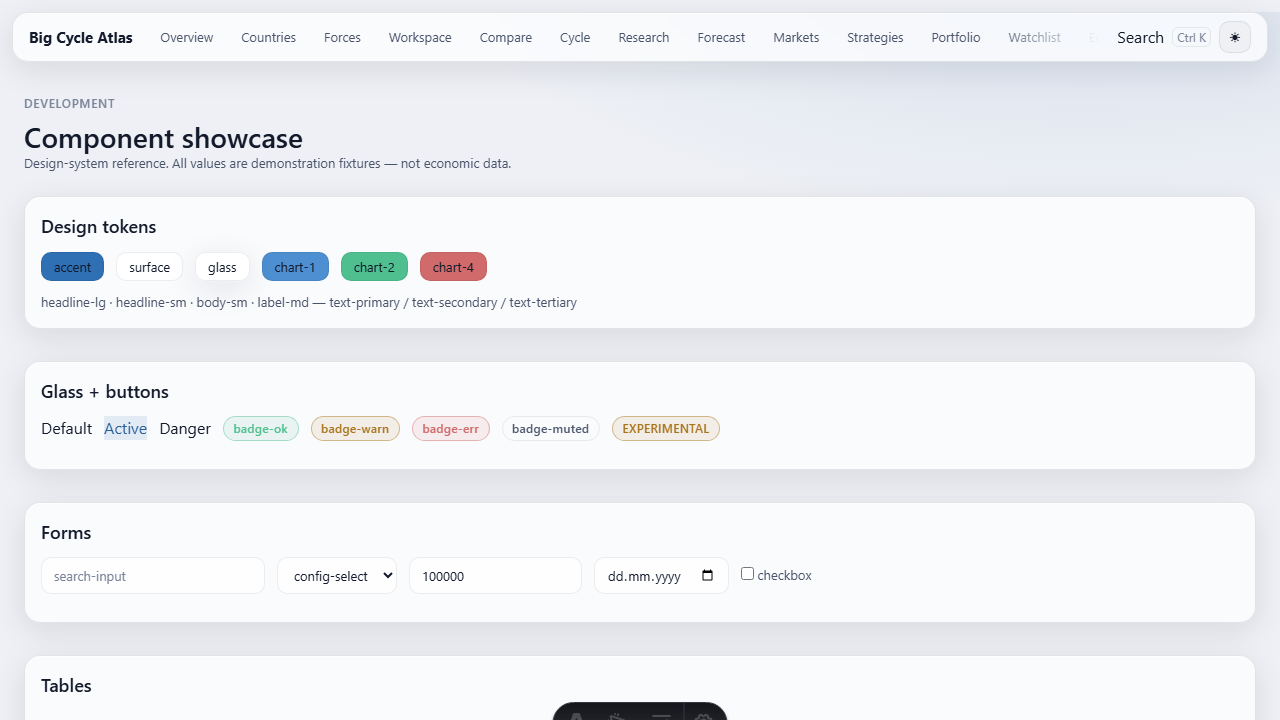 Big Cycle Atlas Overview Countries Forces Workspace Compare Cycle Research Forecast Markets Strategies Portfolio Watchlist Search Ctrl K
DEVELOPMENT
Component showcase
Design-system reference. All values are demonstration fixtures — not economic data.
Design tokens
accent surface glass chart-1 chart-2 chart-4
headline-lg · headline-sm · body-sm · label-md — text-primary / text-secondary / text-tertiary
Glass + buttons
Default Active Danger badge-ok badge-warn badge-err badge-muted EXPERIMENTAL
Forms
search-input config-select 100000 dd.mm.yyyy checkbox
Tables